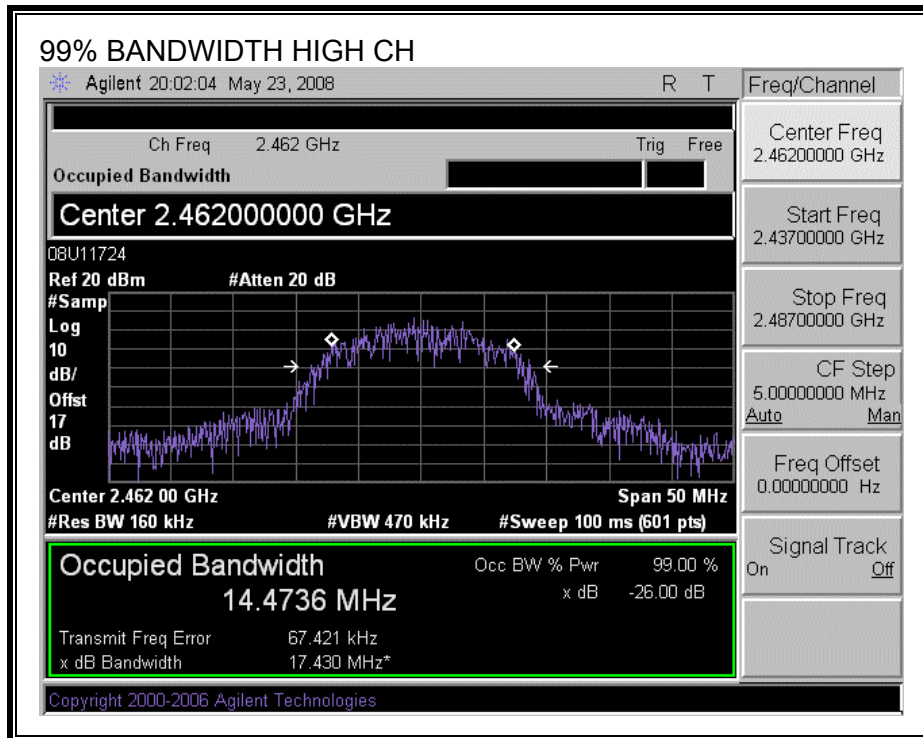 99% BANDWIDTH HIGH CH
Agilent 20:02:04 May 23, 2008 R T
Freq/Channel
Ch Freq 2.462 GHz Trig Free
Occupied Bandwidth
Center 2.462000000 GHz
08U11724
Ref 20 dBm #Atten 20 dB
#Samp
Log
10
dB/
Offst
17
dB
Center 2.462 00 GHz Span 50 MHz
#Res BW 160 kHz #VBW 470 kHz #Sweep 100 ms (601 pts)
Occupied Bandwidth Occ BW % Pwr 99.00 %
14.4736 MHz x dB -26.00 dB
Transmit Freq Error 67.421 kHz
x dB Bandwidth 17.430 MHz*
Copyright 2000-2006 Agilent Technologies
Center Freq
2.46200000 GHz
Start Freq
2.43700000 GHz
Stop Freq
2.48700000 GHz
CF Step
5.00000000 MHz
Auto Man
Freq Offset
0.00000000 Hz
Signal Track
On Off